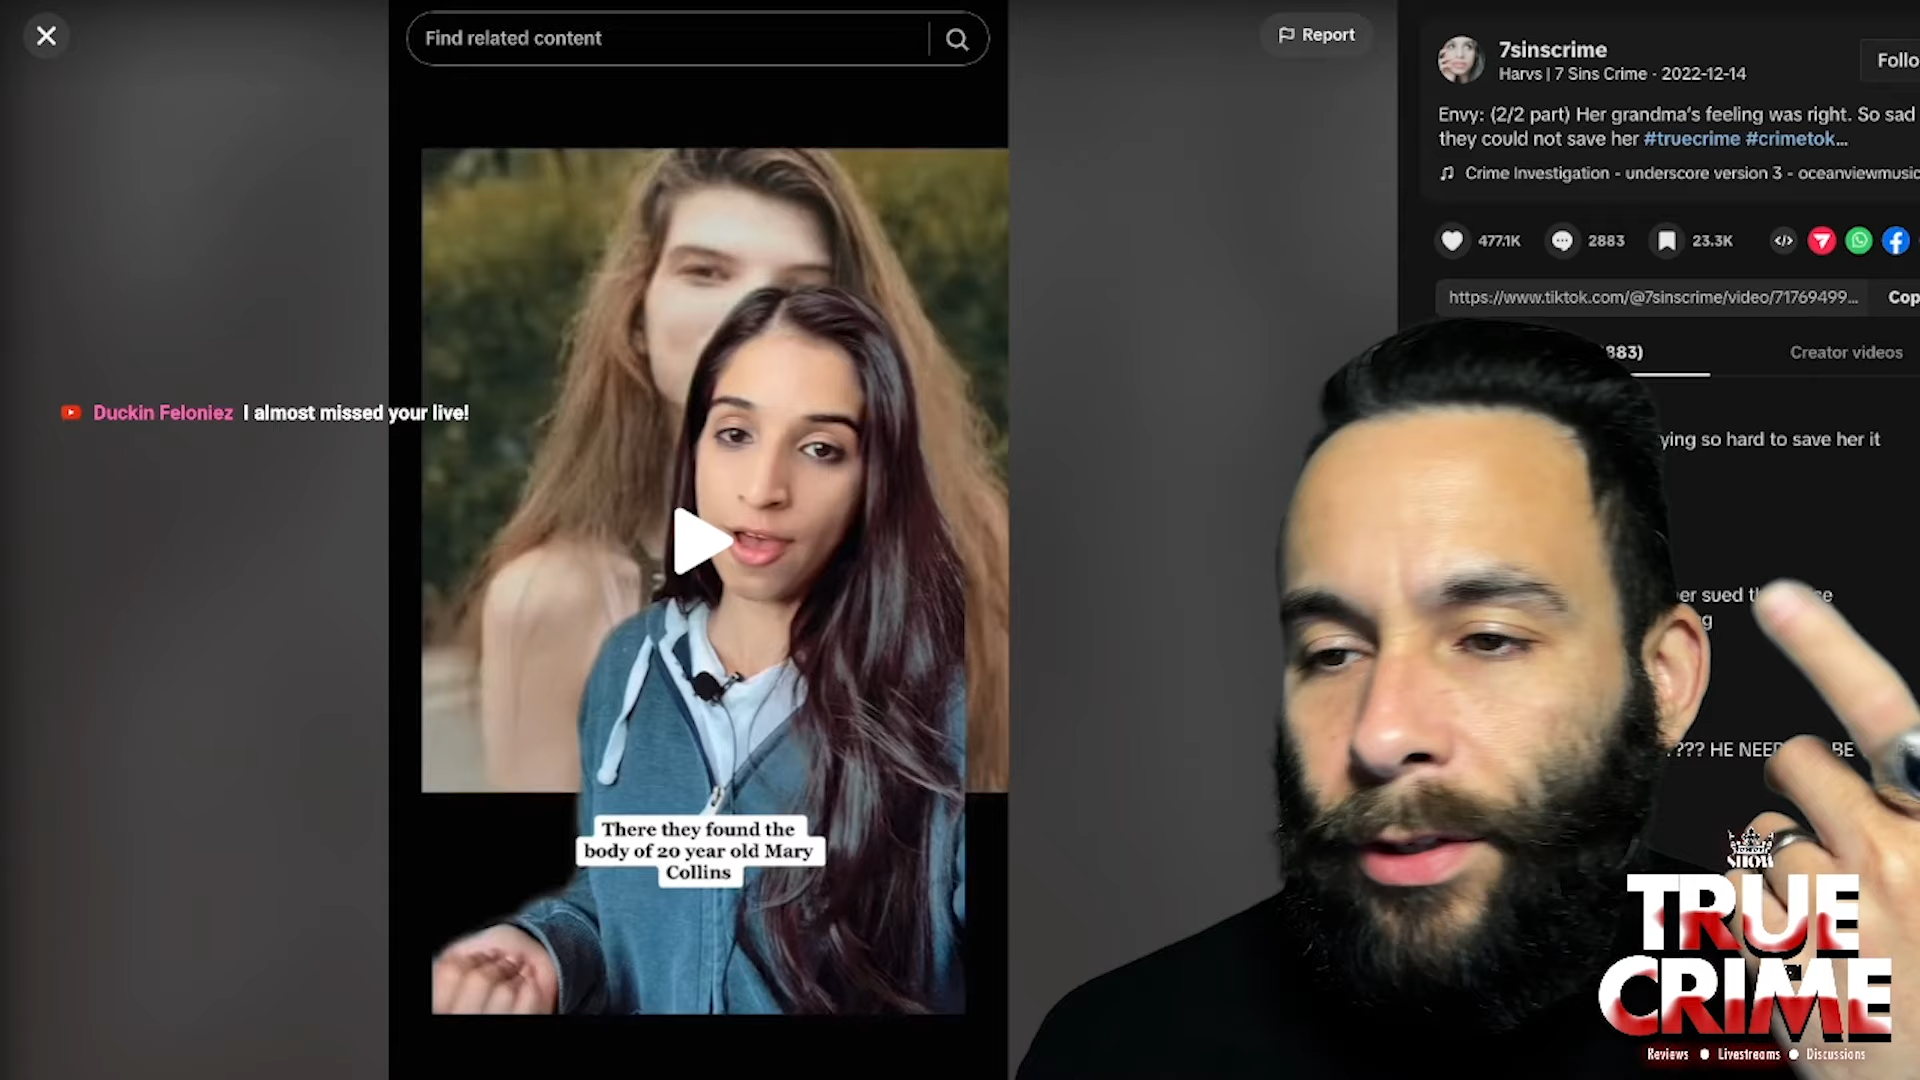 Find related content
Report
7sinscrime
Harvs | 7 Sins Crime · 2022-12-14
Follo
Envy: (2/2 part) Her grandma's feeling was right. So sad
they could not save her #truecrime #crimetok...
Crime Investigation - underscore version 3 - oceanviewmusic
477.1K
2883
23.3K
https://www.tiktok.com/@7sinscrime/video/71769499...
Cop
883)
Creator videos
Duckin Feloniez I almost missed your live!
ying so hard to save her it
er sued th
se
g
??? HE NEE
BE
There they found the
body of 20 year old Mary
Collins
SHOW
TRUE
CRIME
Reviews ● Livestreams ● Discussions